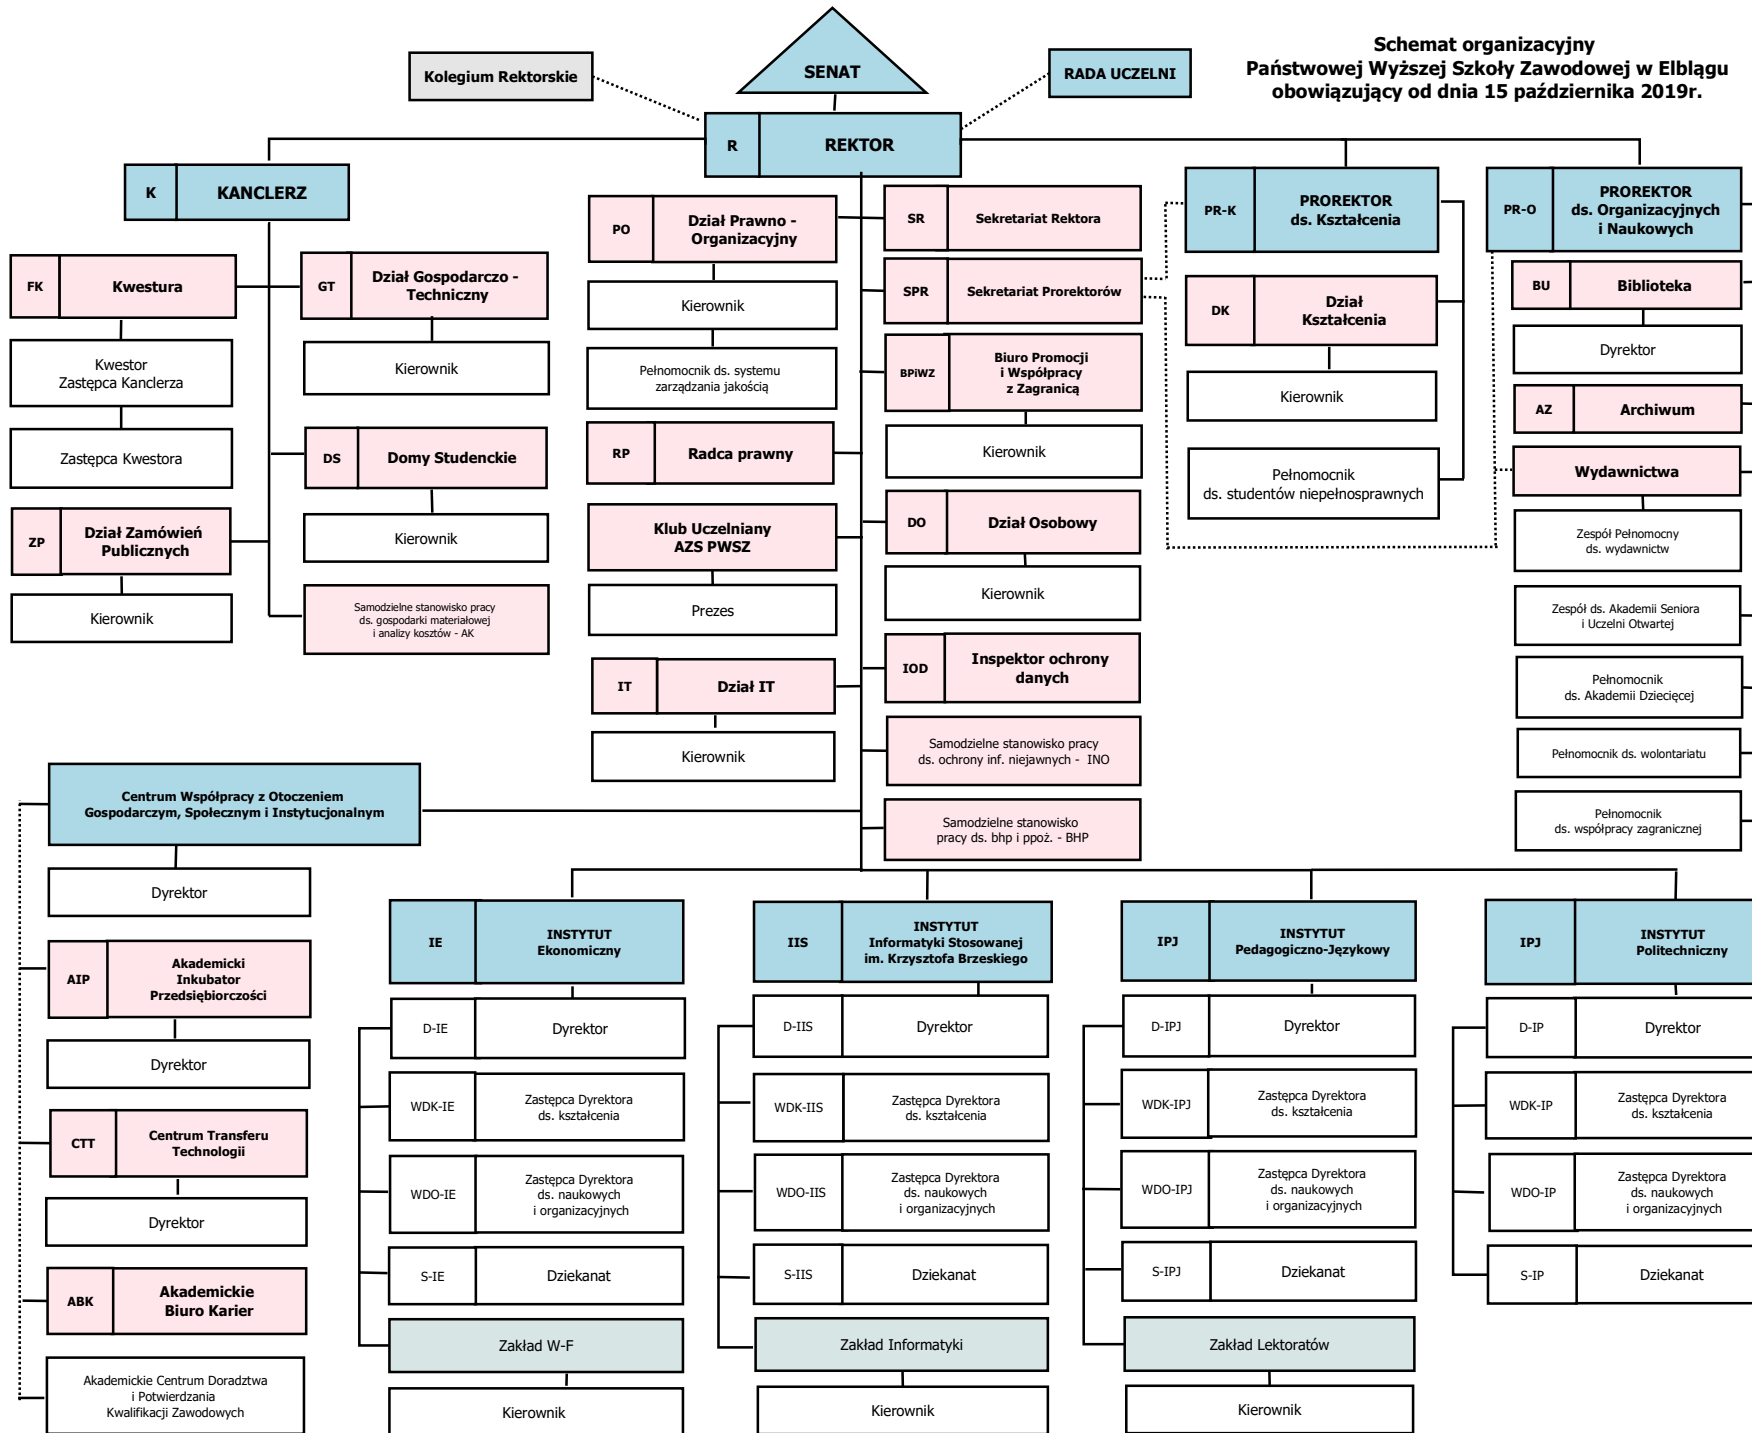 Schemat organizacyjny
Państwowej Wyższej Szkoły Zawodowej w Elblągu
obowiązujący od dnia 15 października 2019r.
Kolegium Rektorskie
SENAT
RADA UCZELNI
R
REKTOR
K
KANCLERZ
FK
Kwestura
Kwestor
Zastępca Kanclerza
Zastępca Kwestora
ZP
Dział Zamówień
Publicznych
Kierownik
GT
Dział Gospodarczo -
Techniczny
Kierownik
DS
Domy Studenckie
Kierownik
Samodzielne stanowisko pracy
ds. gospodarki materiałowej
i analizy kosztów - AK
PO
Dział Prawno -
Organizacyjny
Kierownik
Pełnomocnik ds. systemu
zarządzania jakością
RP
Radca prawny
Klub Uczelniany
AZS PWSZ
Prezes
IT
Dział IT
Kierownik
SR
Sekretariat Rektora
SPR
Sekretariat Prorektorów
BPiWZ
Biuro Promocji
i Współpracy
z Zagranicą
Kierownik
DO
Dział Osobowy
Kierownik
IOD
Inspektor ochrony
danych
Samodzielne stanowisko pracy
ds. ochrony inf. niejawnych - INO
Samodzielne stanowisko
pracy ds. bhp i ppoż. - BHP
PR-K
PROREKTOR
ds. Kształcenia
DK
Dział
Kształcenia
Kierownik
Pełnomocnik
ds. studentów niepełnosprawnych
PR-O
PROREKTOR
ds. Organizacyjnych
i Naukowych
BU
Biblioteka
Dyrektor
AZ
Archiwum
Wydawnictwa
Zespół Pełnomocny
ds. wydawnictw
Zespół ds. Akademii Seniora
i Uczelni Otwartej
Pełnomocnik
ds. Akademii Dziecięcej
Pełnomocnik ds. wolontariatu
Pełnomocnik
ds. współpracy zagranicznej
Centrum Współpracy z Otoczeniem
Gospodarczym, Społecznym i Instytucjonalnym
Dyrektor
AIP
Akademicki
Inkubator
Przedsiębiorczości
Dyrektor
CTT
Centrum Transferu
Technologii
Dyrektor
ABK
Akademickie
Biuro Karier
Akademickie Centrum Doradztwa
i Potwierdzania
Kwalifikacji Zawodowych
IE
INSTYTUT
Ekonomiczny
D-IE
Dyrektor
WDK-IE
Zastępca Dyrektora
ds. kształcenia
WDO-IE
Zastępca Dyrektora
ds. naukowych
i organizacyjnych
S-IE
Dziekanat
Zakład W-F
Kierownik
IIS
INSTYTUT
Informatyki Stosowanej
im. Krzysztofa Brzeskiego
D-IIS
Dyrektor
WDK-IIS
Zastępca Dyrektora
ds. kształcenia
WDO-IIS
Zastępca Dyrektora
ds. naukowych
i organizacyjnych
S-IIS
Dziekanat
Zakład Informatyki
Kierownik
IPJ
INSTYTUT
Pedagogiczno-Językowy
D-IPJ
Dyrektor
WDK-IPJ
Zastępca Dyrektora
ds. kształcenia
WDO-IPJ
Zastępca Dyrektora
ds. naukowych
i organizacyjnych
S-IPJ
Dziekanat
Zakład Lektoratów
Kierownik
IPJ
INSTYTUT
Politechniczny
D-IP
Dyrektor
WDK-IP
Zastępca Dyrektora
ds. kształcenia
WDO-IP
Zastępca Dyrektora
ds. naukowych
i organizacyjnych
S-IP
Dziekanat